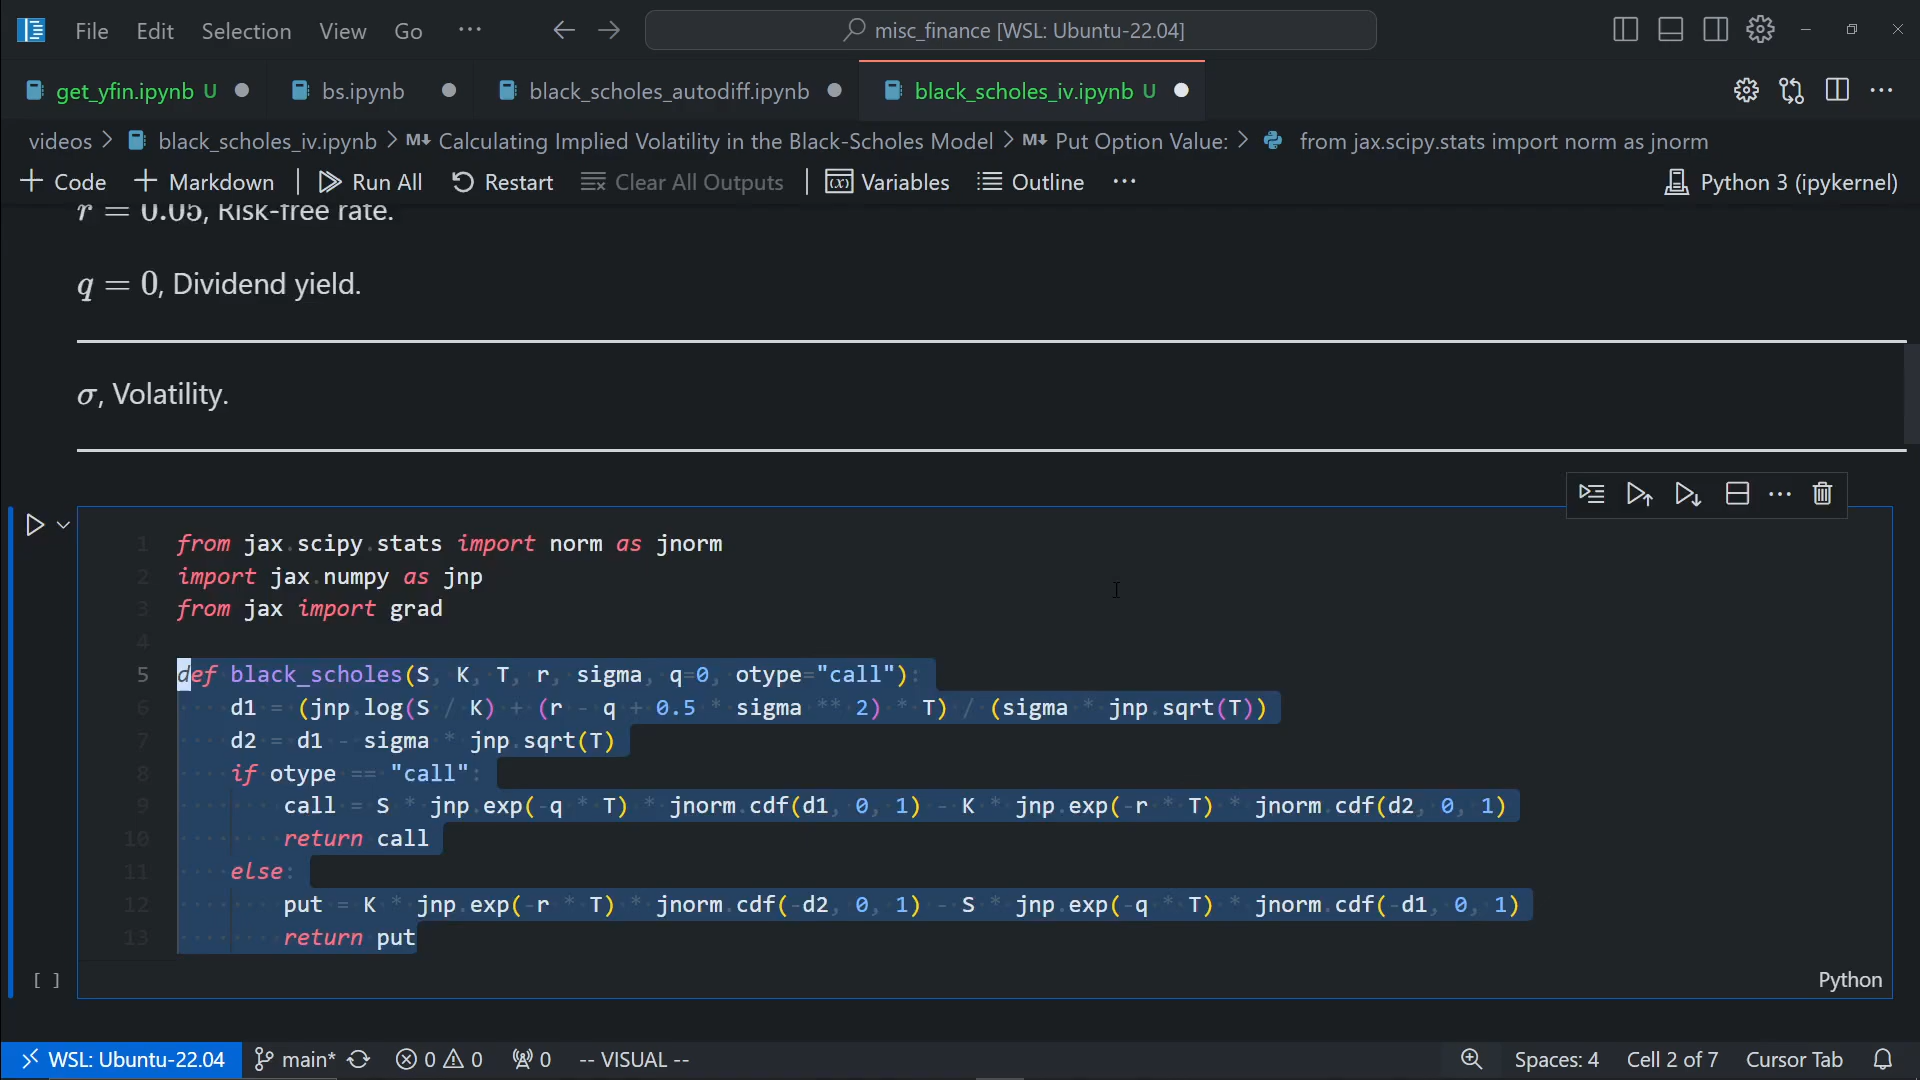 File Edit Selection View Go ··· misc_finance [WSL: Ubuntu-22.04]
get_yfin.ipynb U bs.ipynb black_scholes_autodiff.ipynb black_scholes_iv.ipynb U
videos > black_scholes_iv.ipynb > M↓ Calculating Implied Volatility in the Black-Scholes Model > M↓ Put Option Value: > from jax.scipy.stats import norm as jnorm
+ Code + Markdown | Run All Restart Clear All Outputs | Variables Outline ··· Python 3 (ipykernel)
r = 0.05, Risk-free rate.
q = 0, Dividend yield.
σ, Volatility.
1 from jax.scipy.stats import norm as jnorm
2 import jax.numpy as jnp
3 from jax import grad
4
5 def black_scholes(S, K, T, r, sigma, q=0, otype="call"):
6 d1 = (jnp.log(S / K) + (r - q + 0.5 * sigma ** 2) * T) / (sigma * jnp.sqrt(T))
7 d2 = d1 - sigma * jnp.sqrt(T)
8 if otype == "call":
9 call = S * jnp.exp(-q * T) * jnorm.cdf(d1, 0, 1) - K * jnp.exp(-r * T) * jnorm.cdf(d2, 0, 1)
10 return call
11 else:
12 put = K * jnp.exp(-r * T) * jnorm.cdf(-d2, 0, 1) - S * jnp.exp(-q * T) * jnorm.cdf(-d1, 0, 1)
13 return put
[ ] Python
WSL: Ubuntu-22.04 main* 0 0 0 -- VISUAL -- Spaces: 4 Cell 2 of 7 Cursor Tab